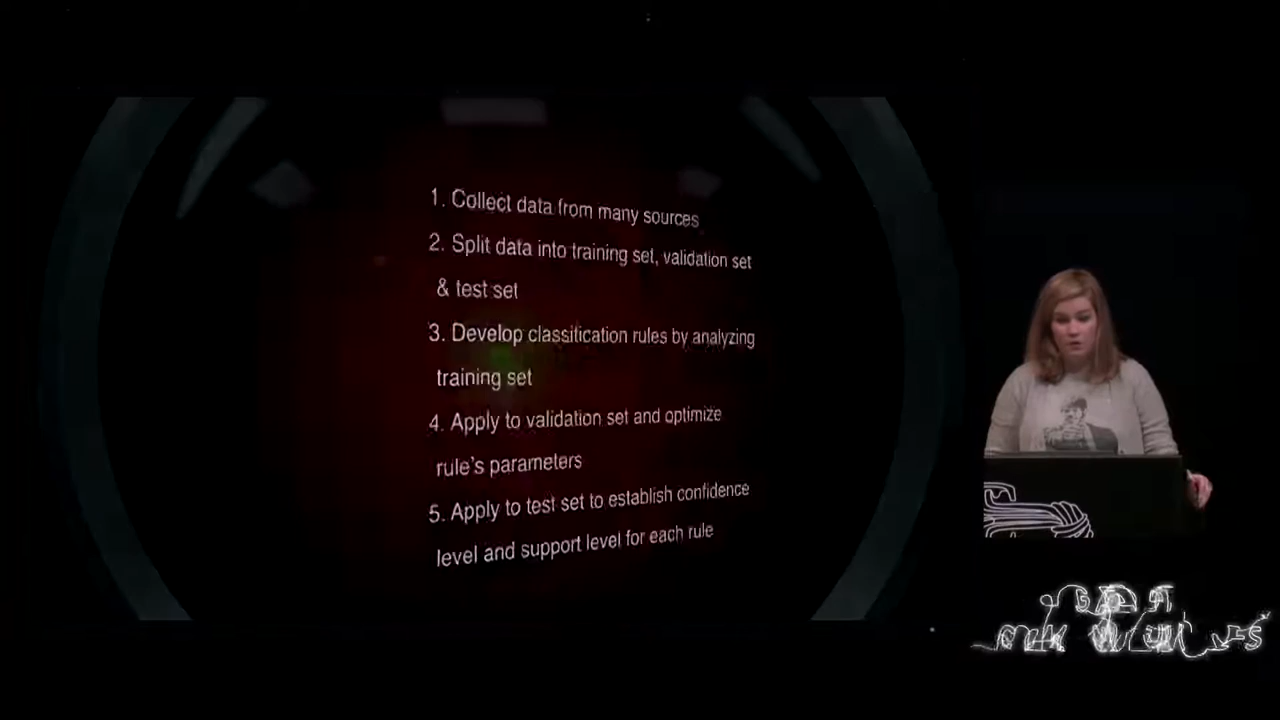 1. Collect data from many sources
2. Split data into training set, validation set
& test set
3. Develop classification rules by analyzing
training set
4. Apply to validation set and optimize
rule's parameters
5. Apply to test set to establish confidence
level and support level for each rule